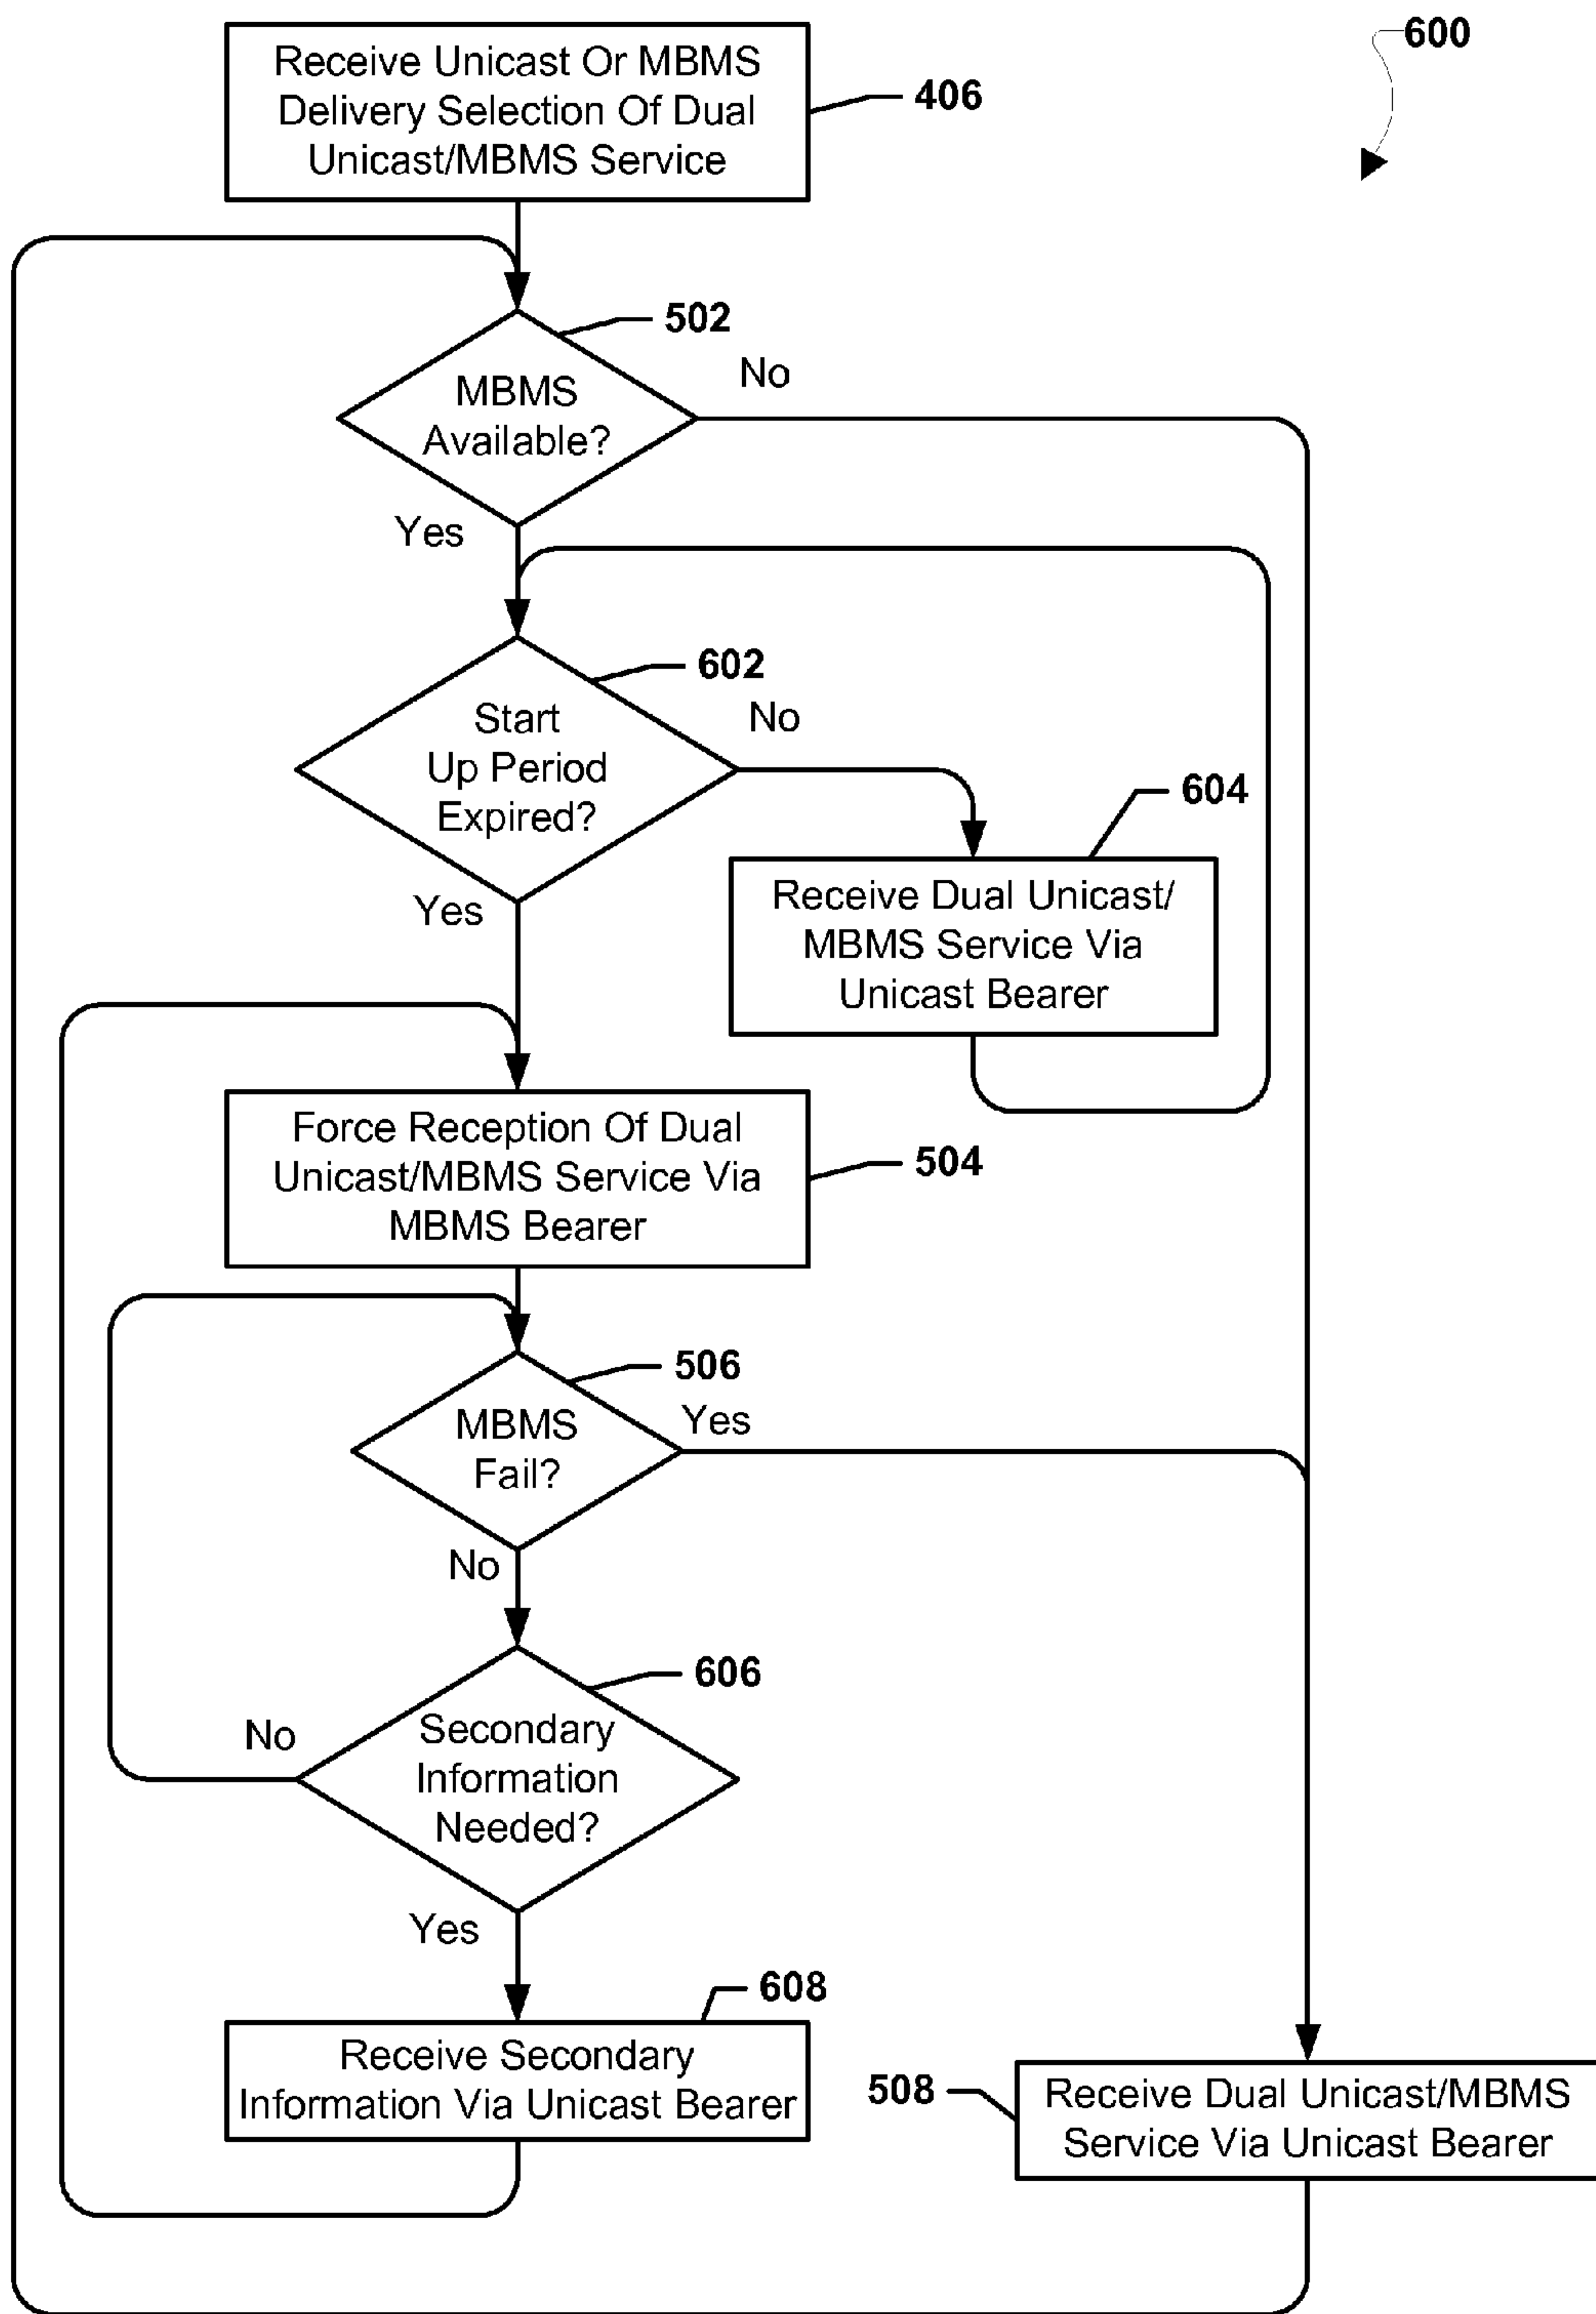 600
Receive Unicast Or MBMS
Delivery Selection Of Dual
Unicast/MBMS Service
406
502
MBMS
Available?
No
Yes
602
Start
Up Period
Expired?
No
Yes
604
Receive Dual Unicast/
MBMS Service Via
Unicast Bearer
Force Reception Of Dual
Unicast/MBMS Service Via
MBMS Bearer
504
506
MBMS
Fail?
Yes
No
606
Secondary
Information
Needed?
No
Yes
608
Receive Secondary
Information Via Unicast Bearer
508
Receive Dual Unicast/MBMS
Service Via Unicast Bearer